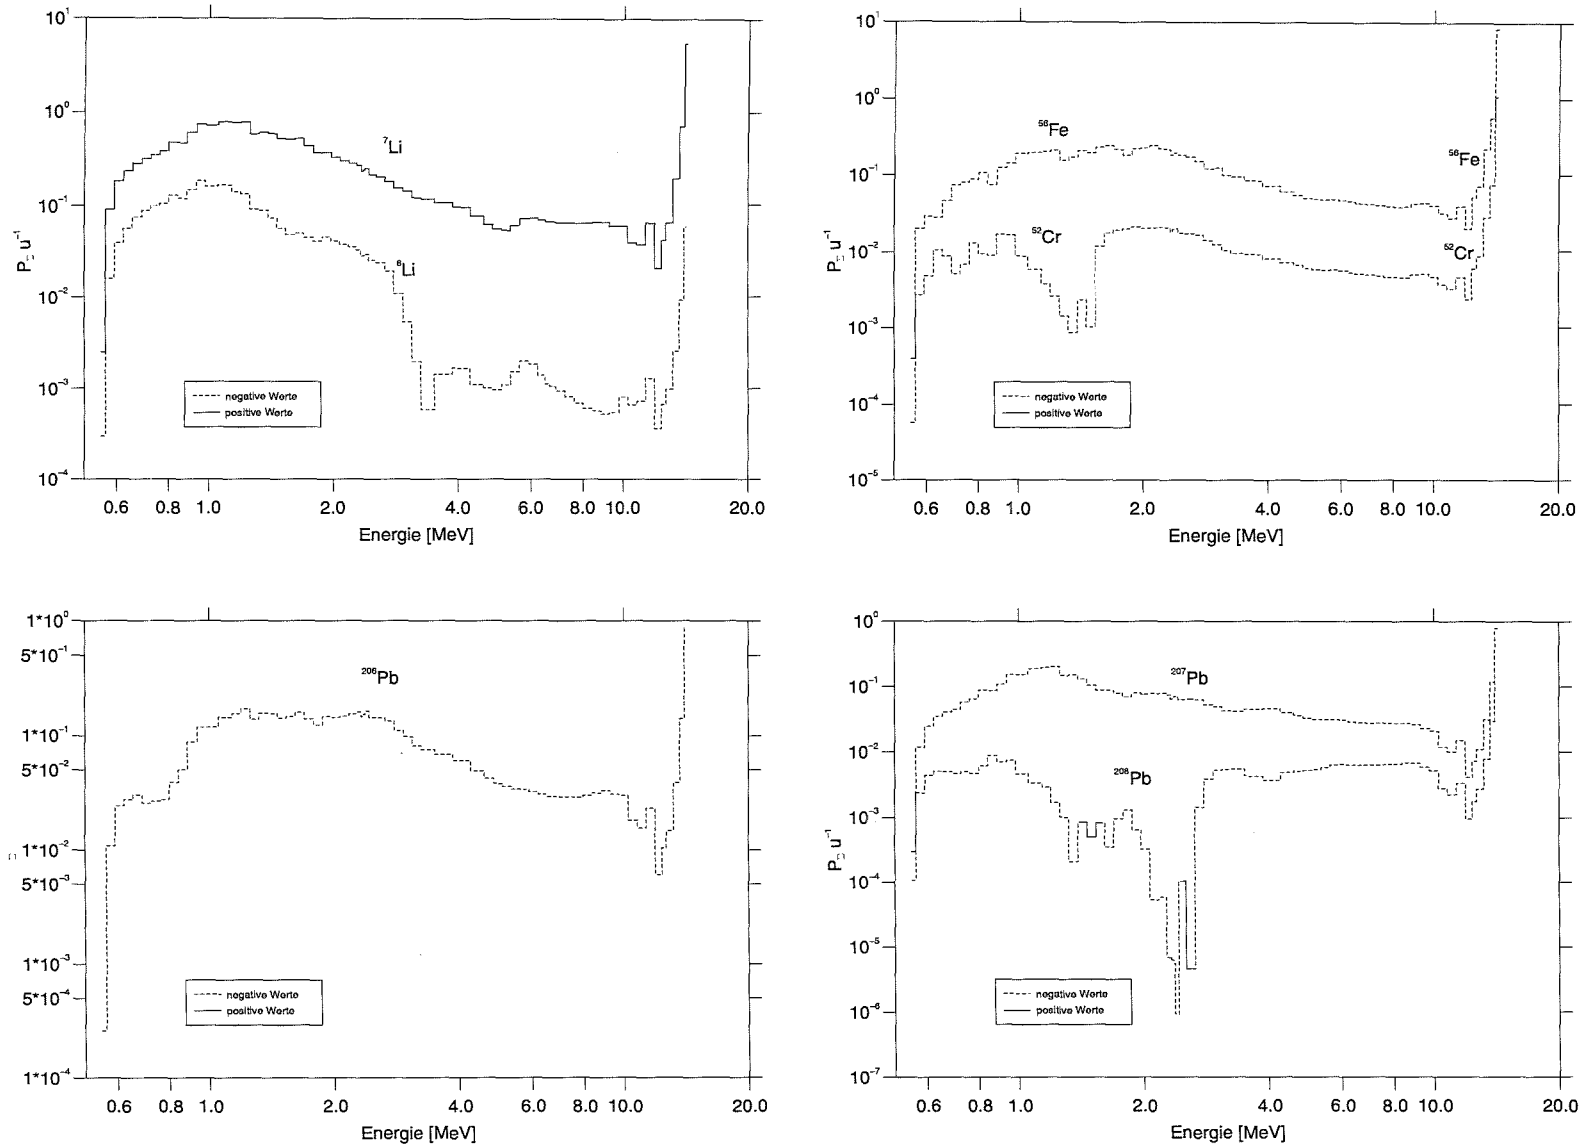 10¹
10⁰
10⁻¹
10⁻²
10⁻³
10⁻⁴
P□ u⁻¹
⁷Li
⁶Li
negative Werte
positive Werte
0.6 0.8 1.0 2.0 4.0 6.0 8.0 10.0 20.0
Energie [MeV]
10¹
10⁰
10⁻¹
10⁻²
10⁻³
10⁻⁴
10⁻⁵
P□ u⁻¹
⁵⁶Fe
⁵⁶Fe
⁵²Cr
⁵²Cr
negative Werte
positive Werte
0.6 0.8 1.0 2.0 4.0 6.0 8.0 10.0 20.0
Energie [MeV]
1*10⁰
5*10⁻¹
1*10⁻¹
5*10⁻²
1*10⁻²
5*10⁻³
1*10⁻³
5*10⁻⁴
1*10⁻⁴
□
²⁰⁶Pb
negative Werte
positive Werte
0.6 0.8 1.0 2.0 4.0 6.0 8.0 10.0 20.0
Energie [MeV]
10⁰
10⁻¹
10⁻²
10⁻³
10⁻⁴
10⁻⁵
10⁻⁶
10⁻⁷
P□ u⁻¹
²⁰⁷Pb
²⁰⁸Pb
negative Werte
positive Werte
0.6 0.8 1.0 2.0 4.0 6.0 8.0 10.0 20.0
Energie [MeV]